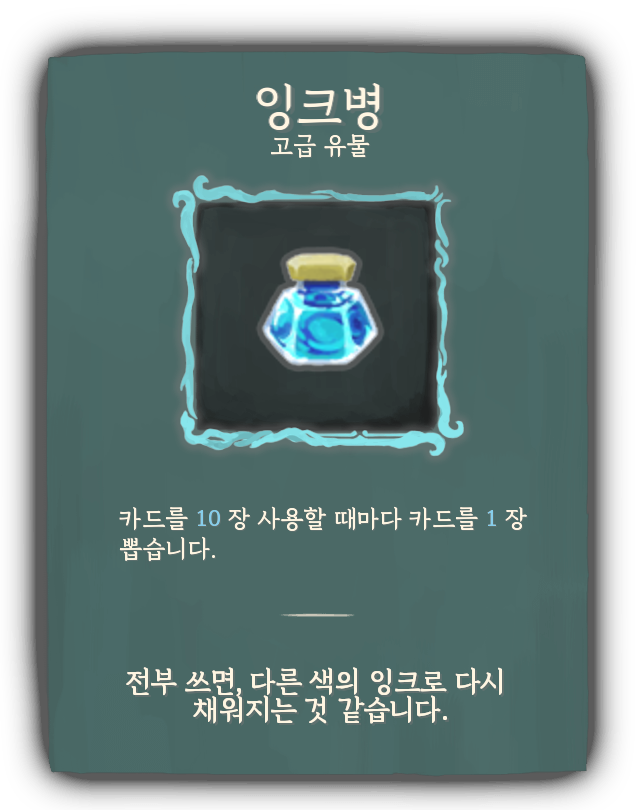 잉크병
고급 유물
카드를 10 장 사용할 때마다 카드를 1 장
뽑습니다.
전부 쓰면, 다른 색의 잉크로 다시
채워지는 것 같습니다.